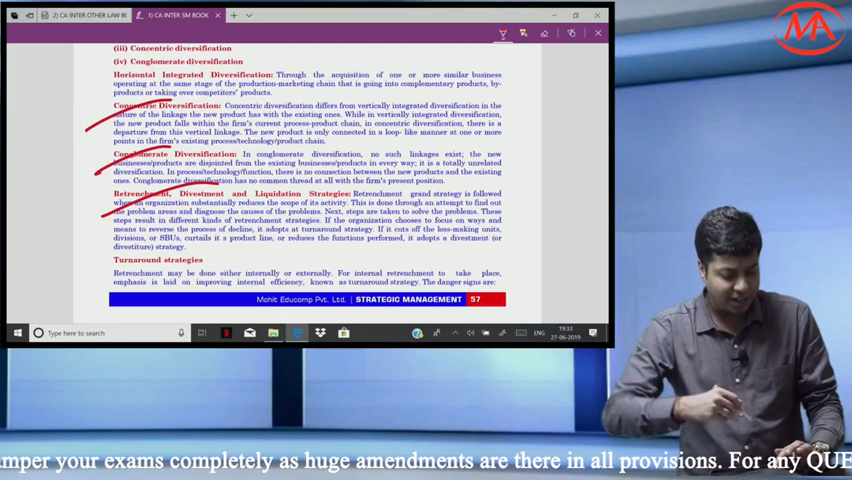 2) CA INTER OTHER LAW BO
1) CA INTER SM BOOK
MA
(iii) Concentric diversification
(iv) Conglomerate diversification
Horizontal Integrated Diversification: Through the acquisition of one or more similar business
operating at the same stage of the production-marketing chain that is going into complementary products, by-
products or taking over competitors' products.
Concentric Diversification: Concentric diversification differs from vertically integrated diversification in the
nature of the linkage the new product has with the existing ones. While in vertically integrated diversification,
the new product falls within the firm's current process-product chain, in concentric diversification, there is a
departure from this vertical linkage. The new product is only connected in a loop- like manner at one or more
points in the firm's existing process/technology/product chain.
Conglomerate Diversification: In conglomerate diversification, no such linkages exist; the new
businesses/products are disjointed from the existing businesses/products in every way; it is a totally unrelated
diversification. In process/technology/function, there is no connection between the new products and the existing
ones. Conglomerate diversification has no common thread at all with the firm's present position.
Retrenchment, Divestment and Liquidation Strategies: Retrenchment grand strategy is followed
when an organization substantially reduces the scope of its activity. This is done through an attempt to find out
the problem areas and diagnose the causes of the problems. Next, steps are taken to solve the problems. These
steps result in different kinds of retrenchment strategies. If the organization chooses to focus on ways and
means to reverse the process of decline, it adopts at turnaround strategy. If it cuts off the loss-making units,
divisions, or SBUs, curtails it a product line, or reduces the functions performed, it adopts a divestment (or
divestiture) strategy.
Turnaround strategies
Retrenchment may be done either internally or externally. For internal retrenchment to take place,
emphasis is laid on improving internal efficiency, known as turnaround strategy. The danger signs are:
Mohit Educomp Pvt. Ltd. | STRATEGIC MANAGEMENT 57
Type here to search
ENG
19:33
27-06-2019
amper your exams completely as huge amendments are there in all provisions. For any QUE